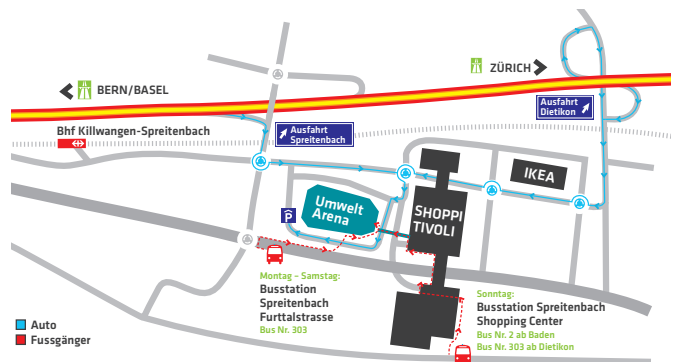 ZÜRICH
BERN/BASEL
Ausfahrt
Dietikon
Ausfahrt
Spreitenbach
Bhf Killwangen-Spreitenbach
IKEA
Umwelt
Arena
SHOPPI
TIVOLI
P
Montag – Samstag:
Busstation
Spreitenbach
Furttalstrasse
Bus Nr. 303
Sonntag:
Busstation Spreitenbach
Shopping Center
Bus Nr. 2 ab Baden
Bus Nr. 303 ab Dietikon
Auto
Fussgänger